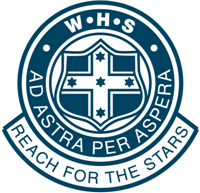 W·H·S
AD ASTRA PER ASPERA
REACH FOR THE STARS